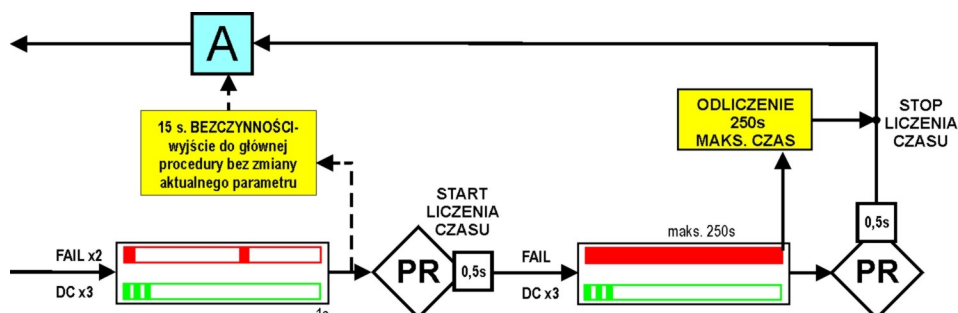 A
15 s. BEZCZYNNOŚCI-
wyjście do głównej
procedury bez zmiany
aktualnego parametru
ODLICZENIE
250s
MAKS. CZAS
STOP
LICZENIA
CZASU
START
LICZENIA
CZASU
maks. 250s
0,5s
FAIL x2
DC x3
PR
0,5s
FAIL
DC x3
PR
1s